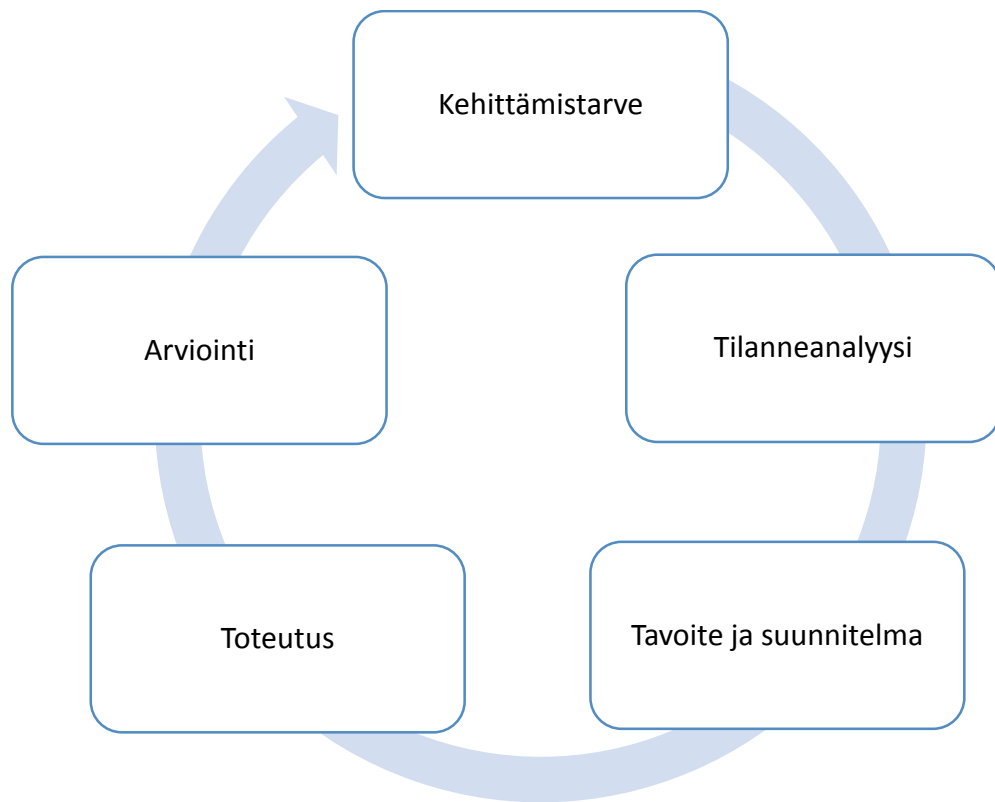 Kehittämistarve
Tilanneanalyysi
Tavoite ja suunnitelma
Toteutus
Arviointi